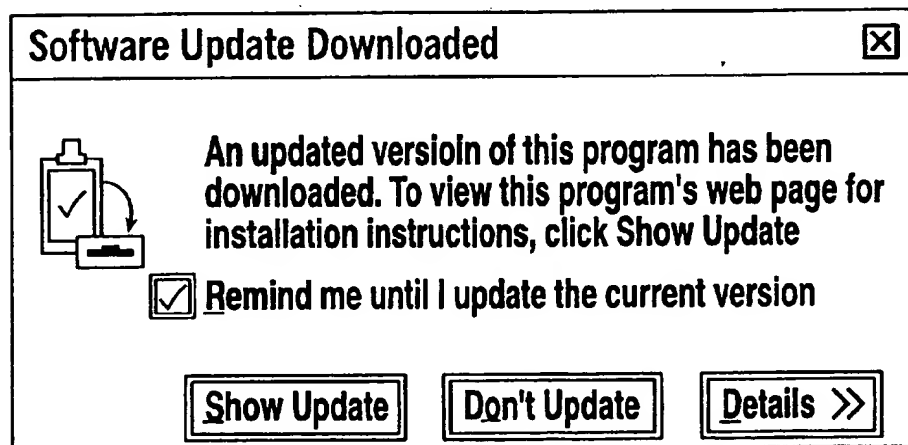 Software Update Downloaded
An updated versioin of this program has been
downloaded. To view this program's web page for
installation instructions, click Show Update
Remind me until I update the current version
Show Update Don't Update Details >>